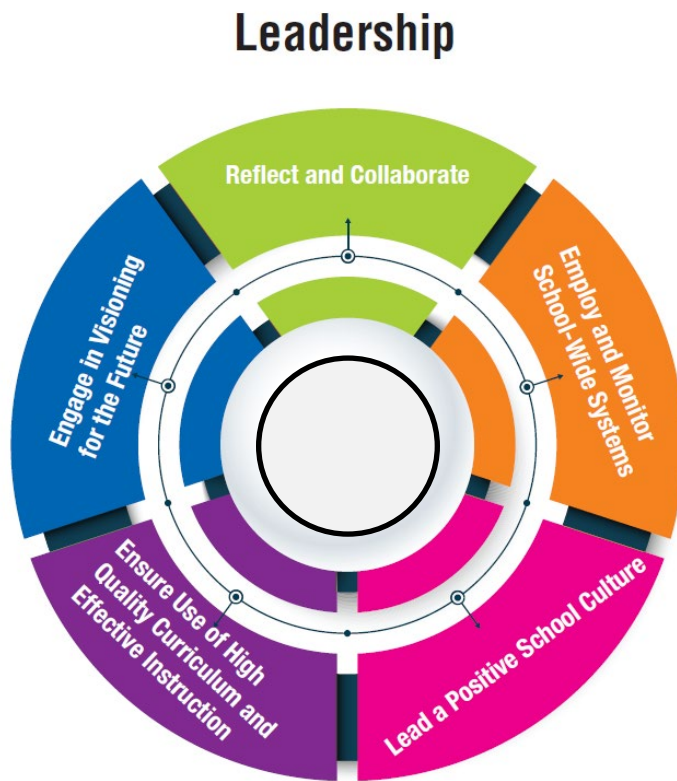 Leadership
Reflect and Collaborate
Employ and Monitor
School-Wide Systems
Lead a Positive School Culture
Ensure Use of High
Quality Curriculum and
Effective Instruction
Engage in Visioning
for the Future